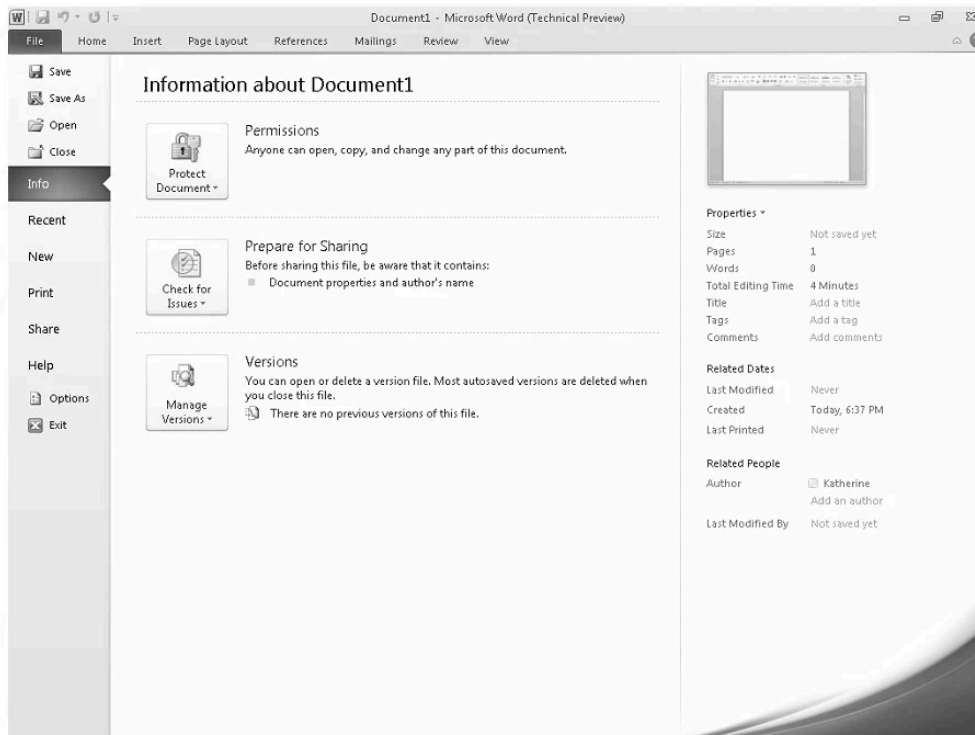 Document1 - Microsoft Word (Technical Preview)
File Home Insert Page Layout References Mailings Review View
Save
Save As
Open
Close
Info
Recent
New
Print
Share
Help
Options
Exit
Information about Document1
Protect
Document
Permissions
Anyone can open, copy, and change any part of this document.
Check for
Issues
Prepare for Sharing
Before sharing this file, be aware that it contains:
Document properties and author's name
Manage
Versions
Versions
You can open or delete a version file. Most autosaved versions are deleted when
you close this file.
There are no previous versions of this file.
Properties
Size Not saved yet
Pages 1
Words 0
Total Editing Time 4 Minutes
Title Add a title
Tags Add a tag
Comments Add comments
Related Dates
Last Modified Never
Created Today, 6:37 PM
Last Printed Never
Related People
Author Katherine
Add an author
Last Modified By Not saved yet